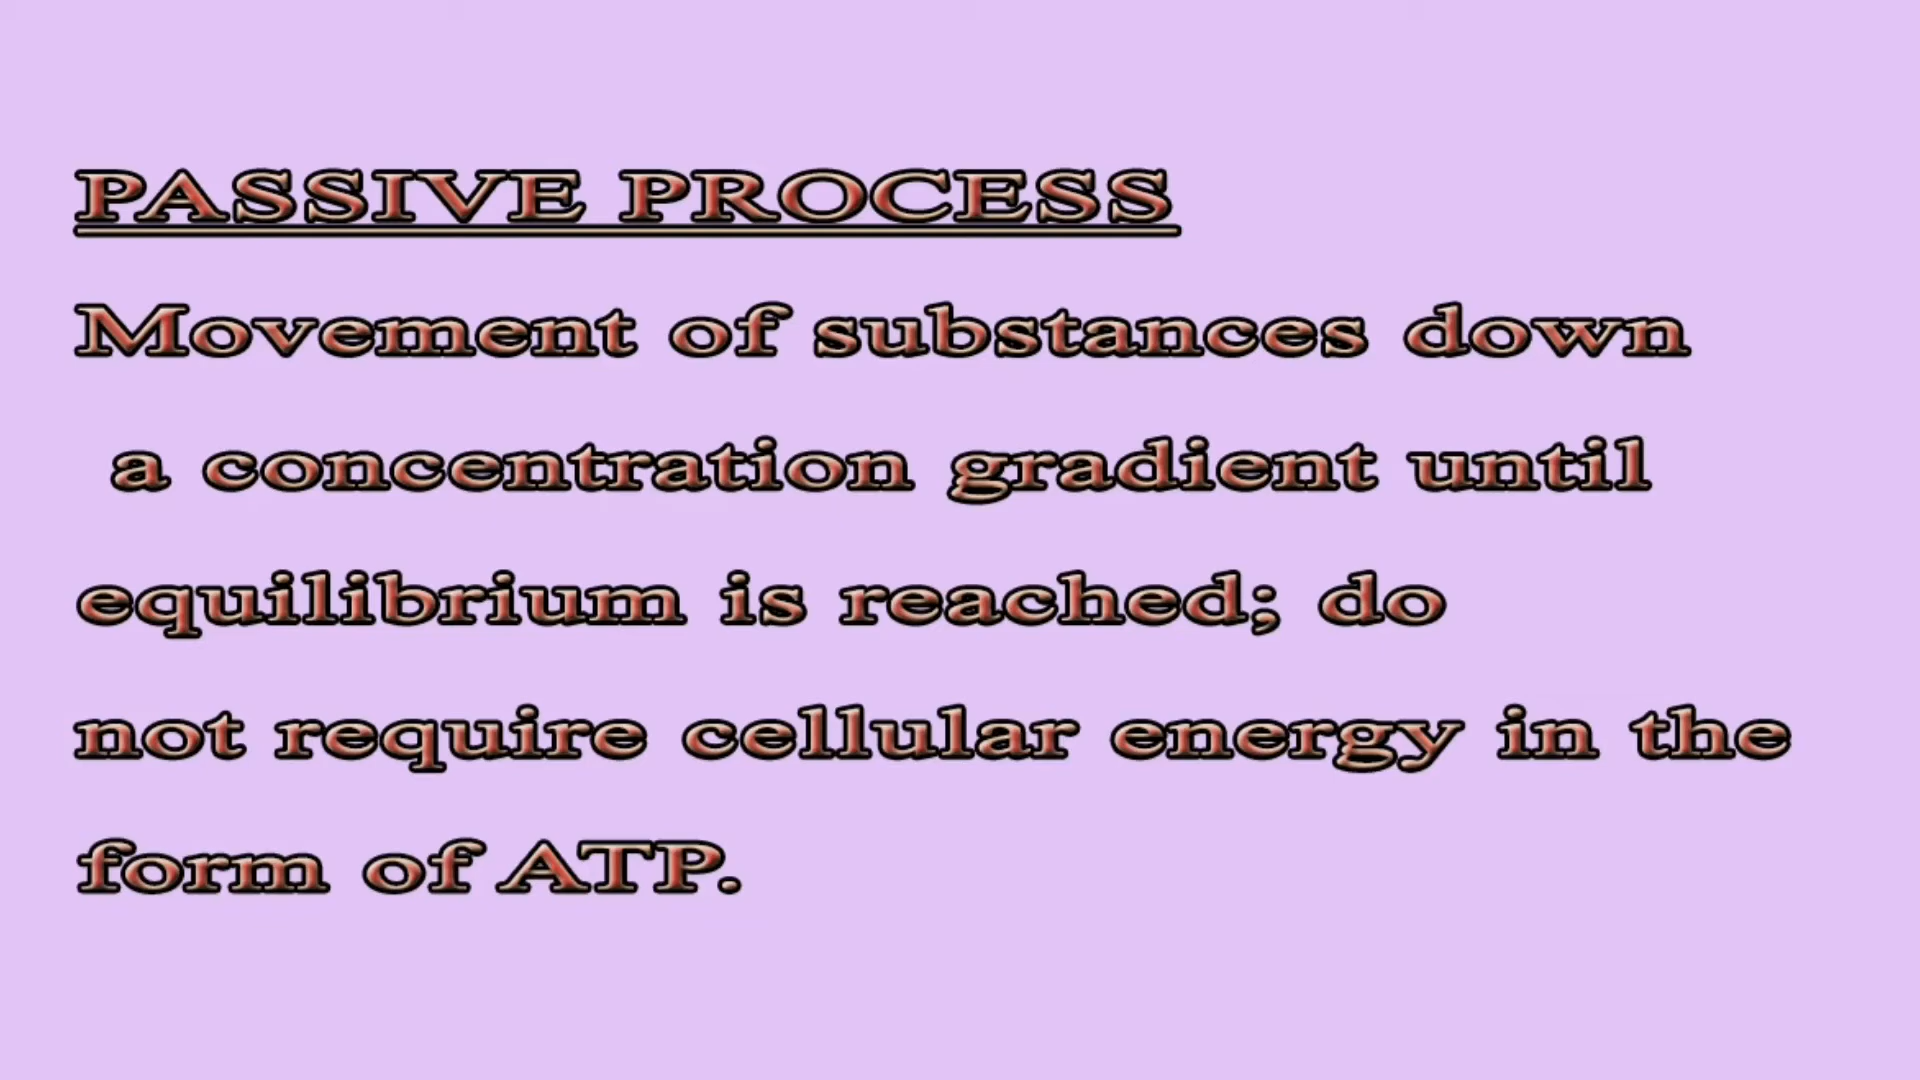 PASSIVE PROCESS
Movement of substances down
a concentration gradient until
equilibrium is reached; do
not require cellular energy in the
form of ATP.